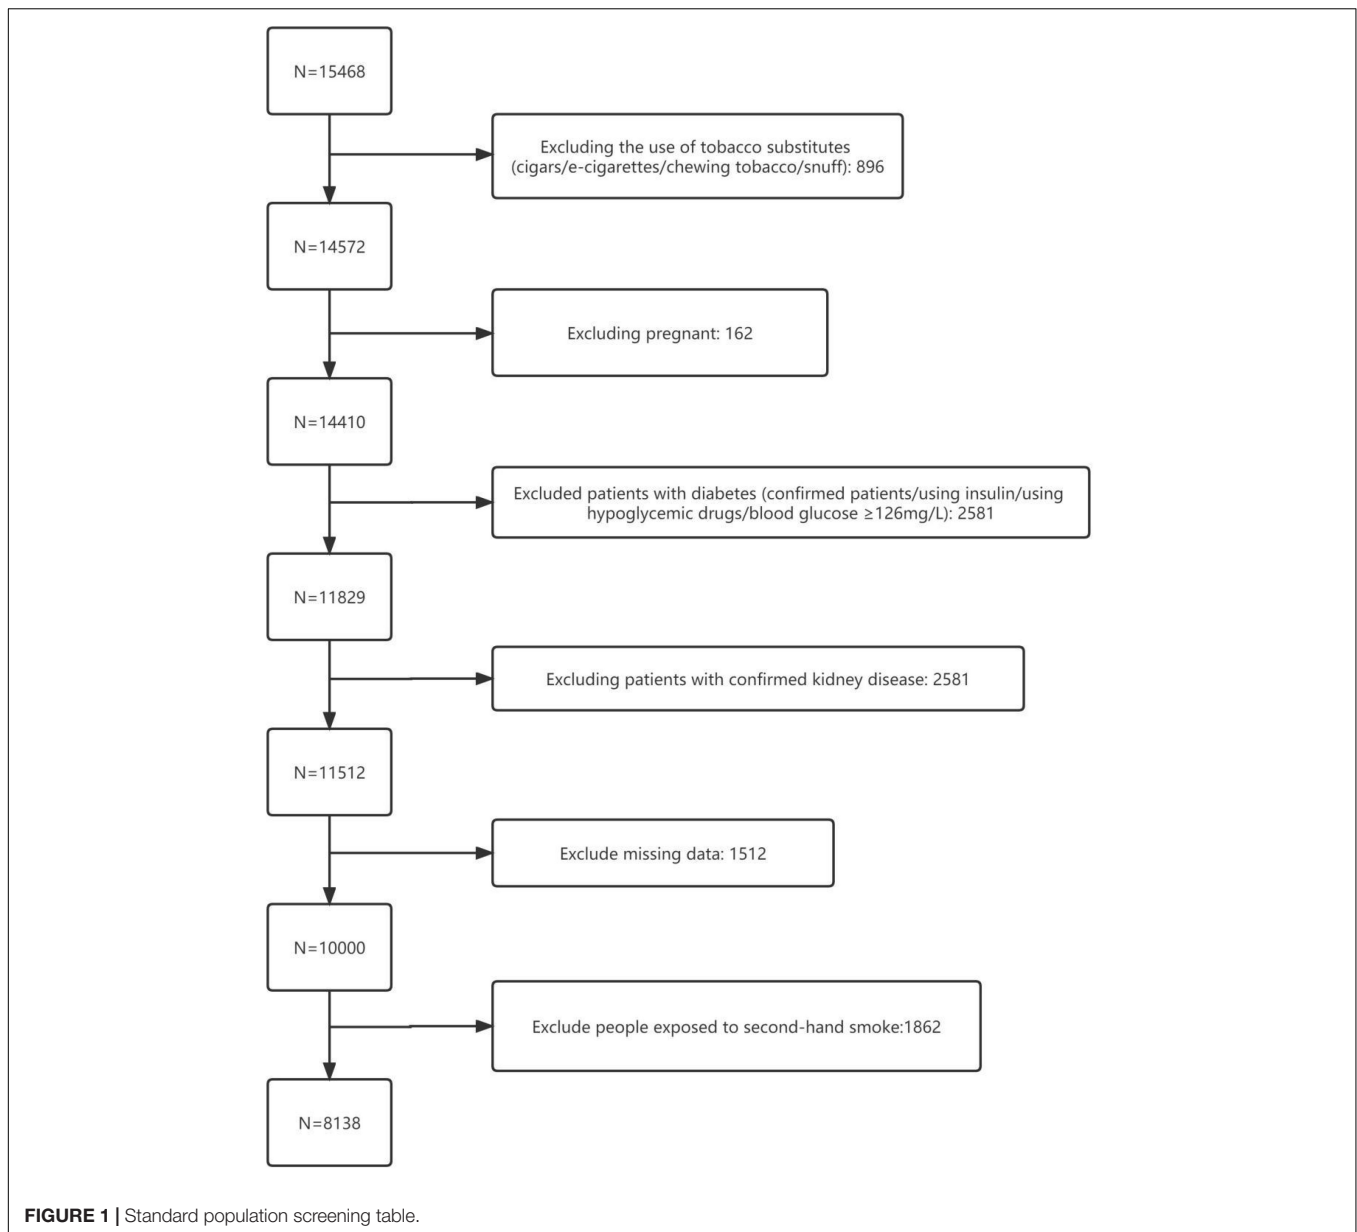 N=15468
Excluding the use of tobacco substitutes
(cigars/e-cigarettes/chewing tobacco/snuff): 896
N=14572
Excluding pregnant: 162
N=14410
Excluded patients with diabetes (confirmed patients/using insulin/using
hypoglycemic drugs/blood glucose ≥126mg/L): 2581
N=11829
Excluding patients with confirmed kidney disease: 2581
N=11512
Exclude missing data: 1512
N=10000
Exclude people exposed to second-hand smoke:1862
N=8138
FIGURE 1 | Standard population screening table.